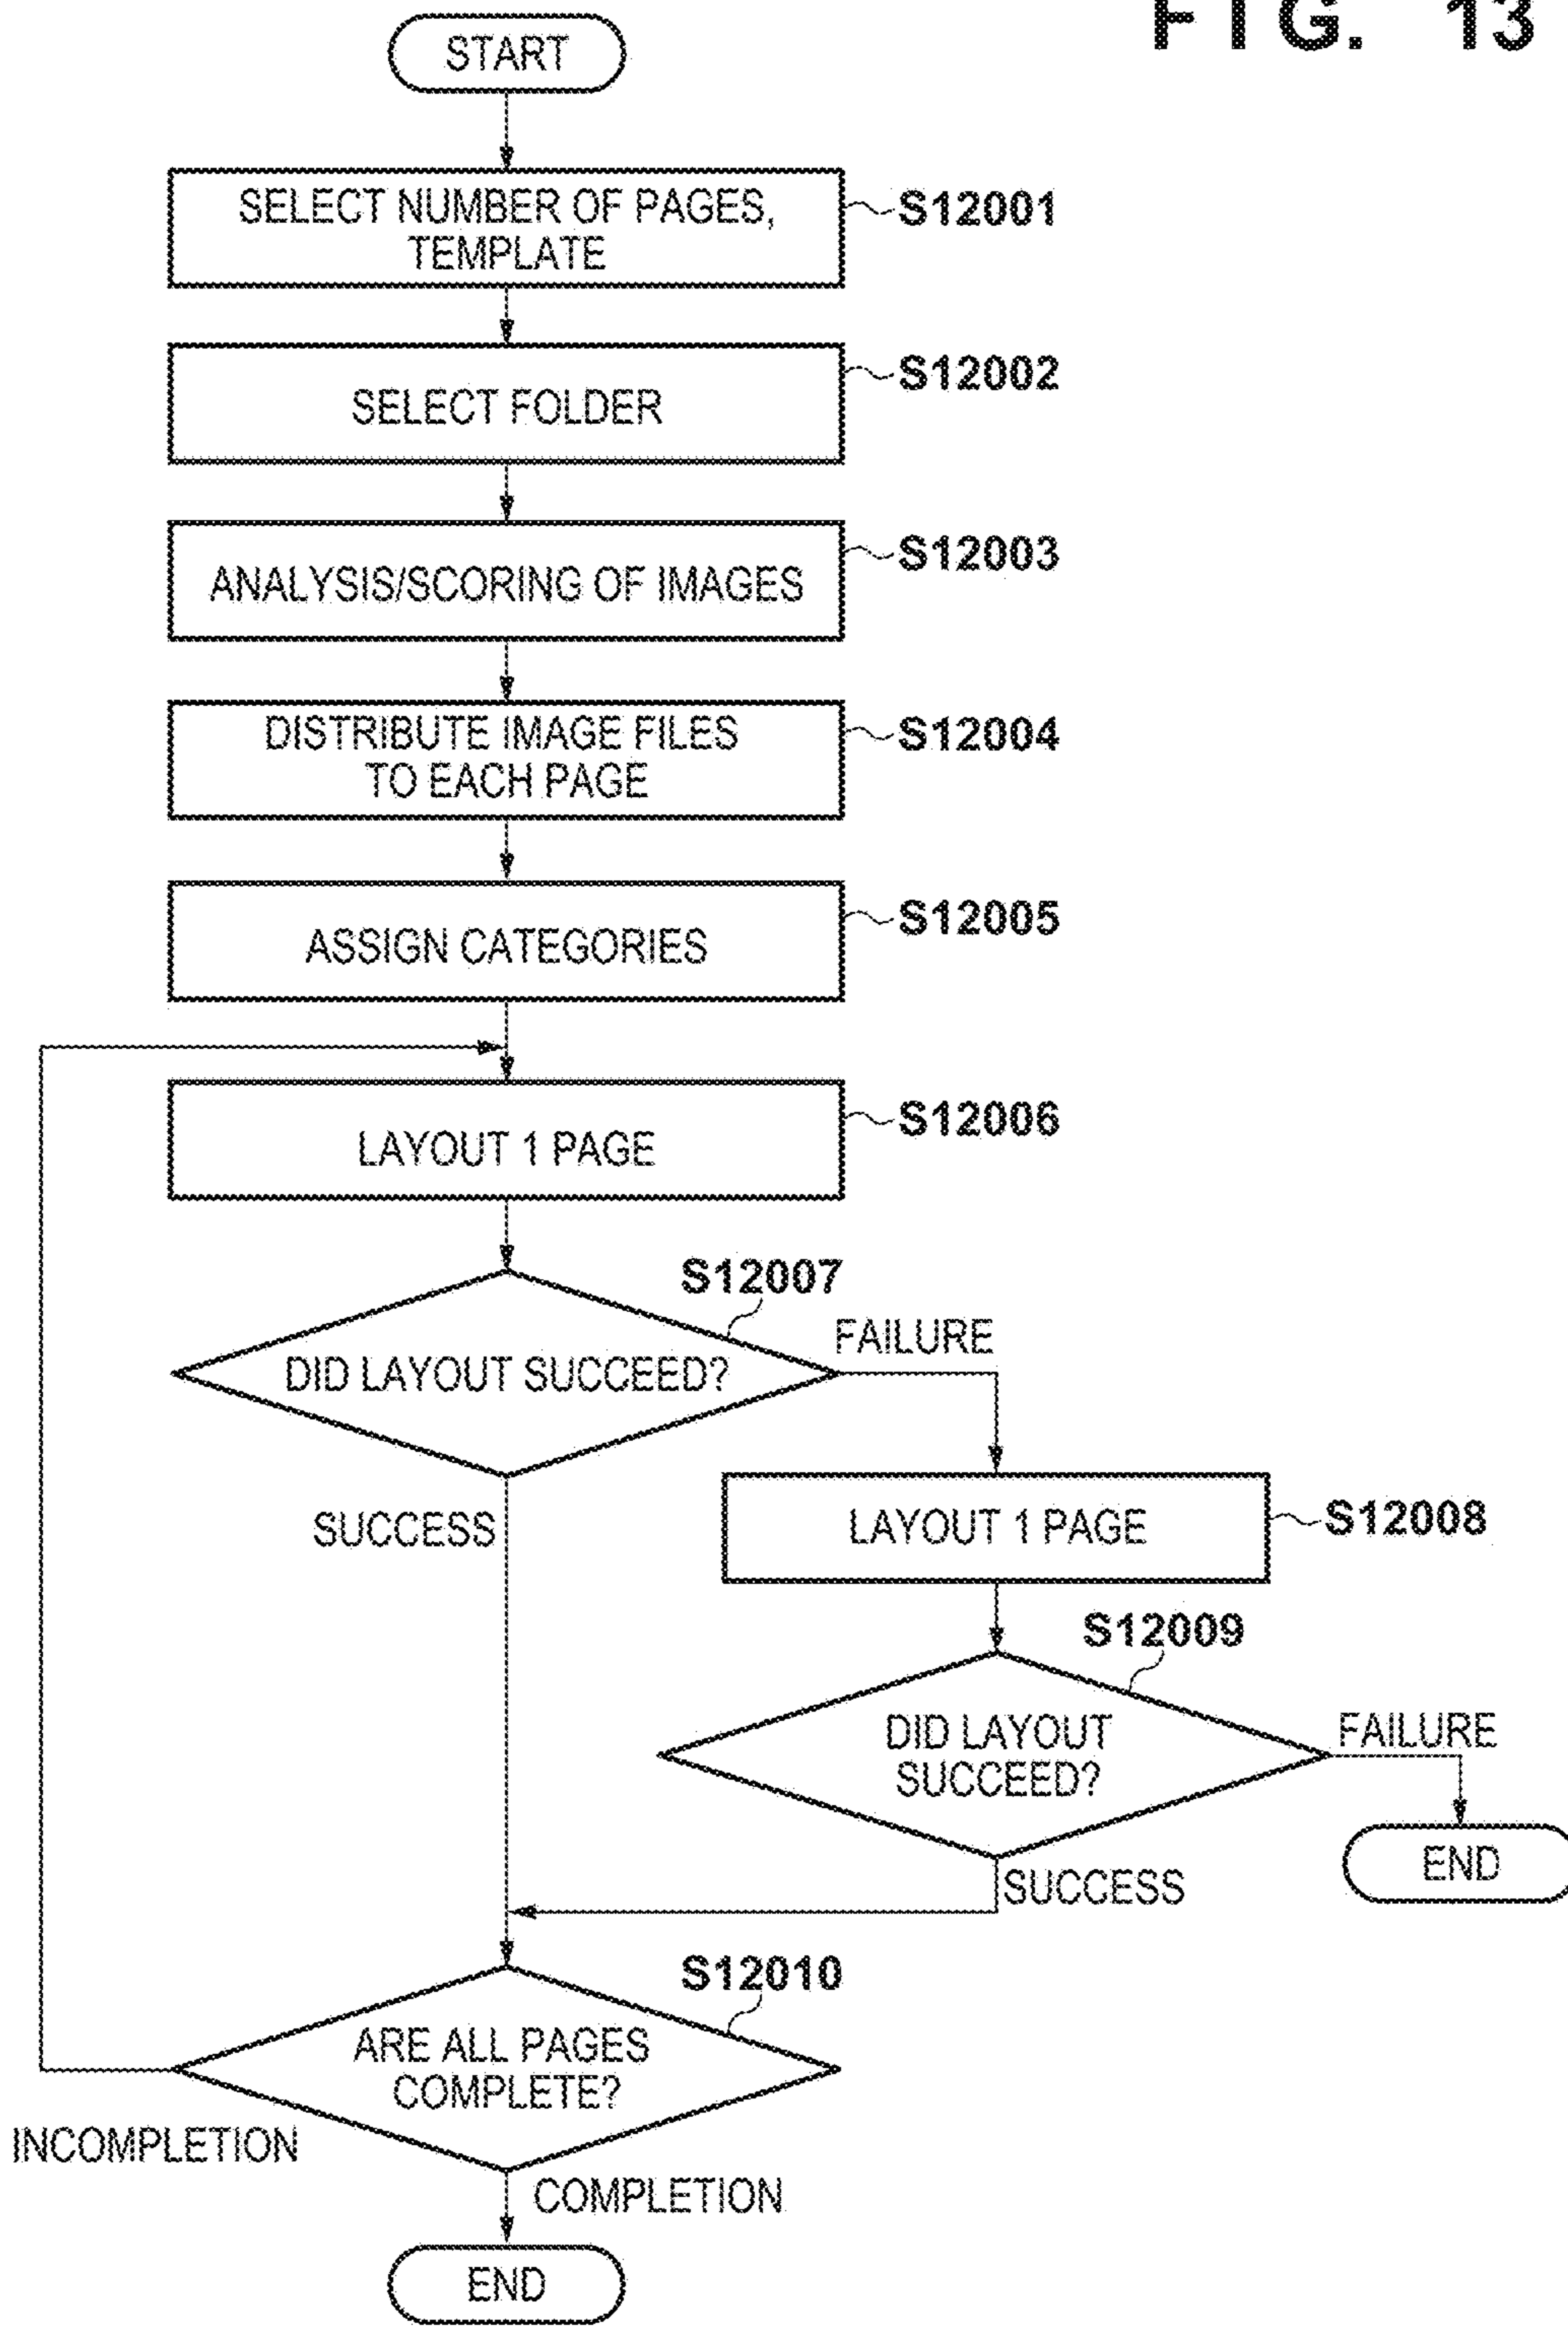 FIG. 13
START
SELECT NUMBER OF PAGES,
TEMPLATE
S12001
SELECT FOLDER
S12002
ANALYSIS/SCORING OF IMAGES
S12003
DISTRIBUTE IMAGE FILES
TO EACH PAGE
S12004
ASSIGN CATEGORIES
S12005
LAYOUT 1 PAGE
S12006
S12007
DID LAYOUT SUCCEED?
FAILURE
SUCCESS
LAYOUT 1 PAGE
S12008
S12009
DID LAYOUT
SUCCEED?
FAILURE
END
SUCCESS
S12010
ARE ALL PAGES
COMPLETE?
INCOMPLETION
COMPLETION
END